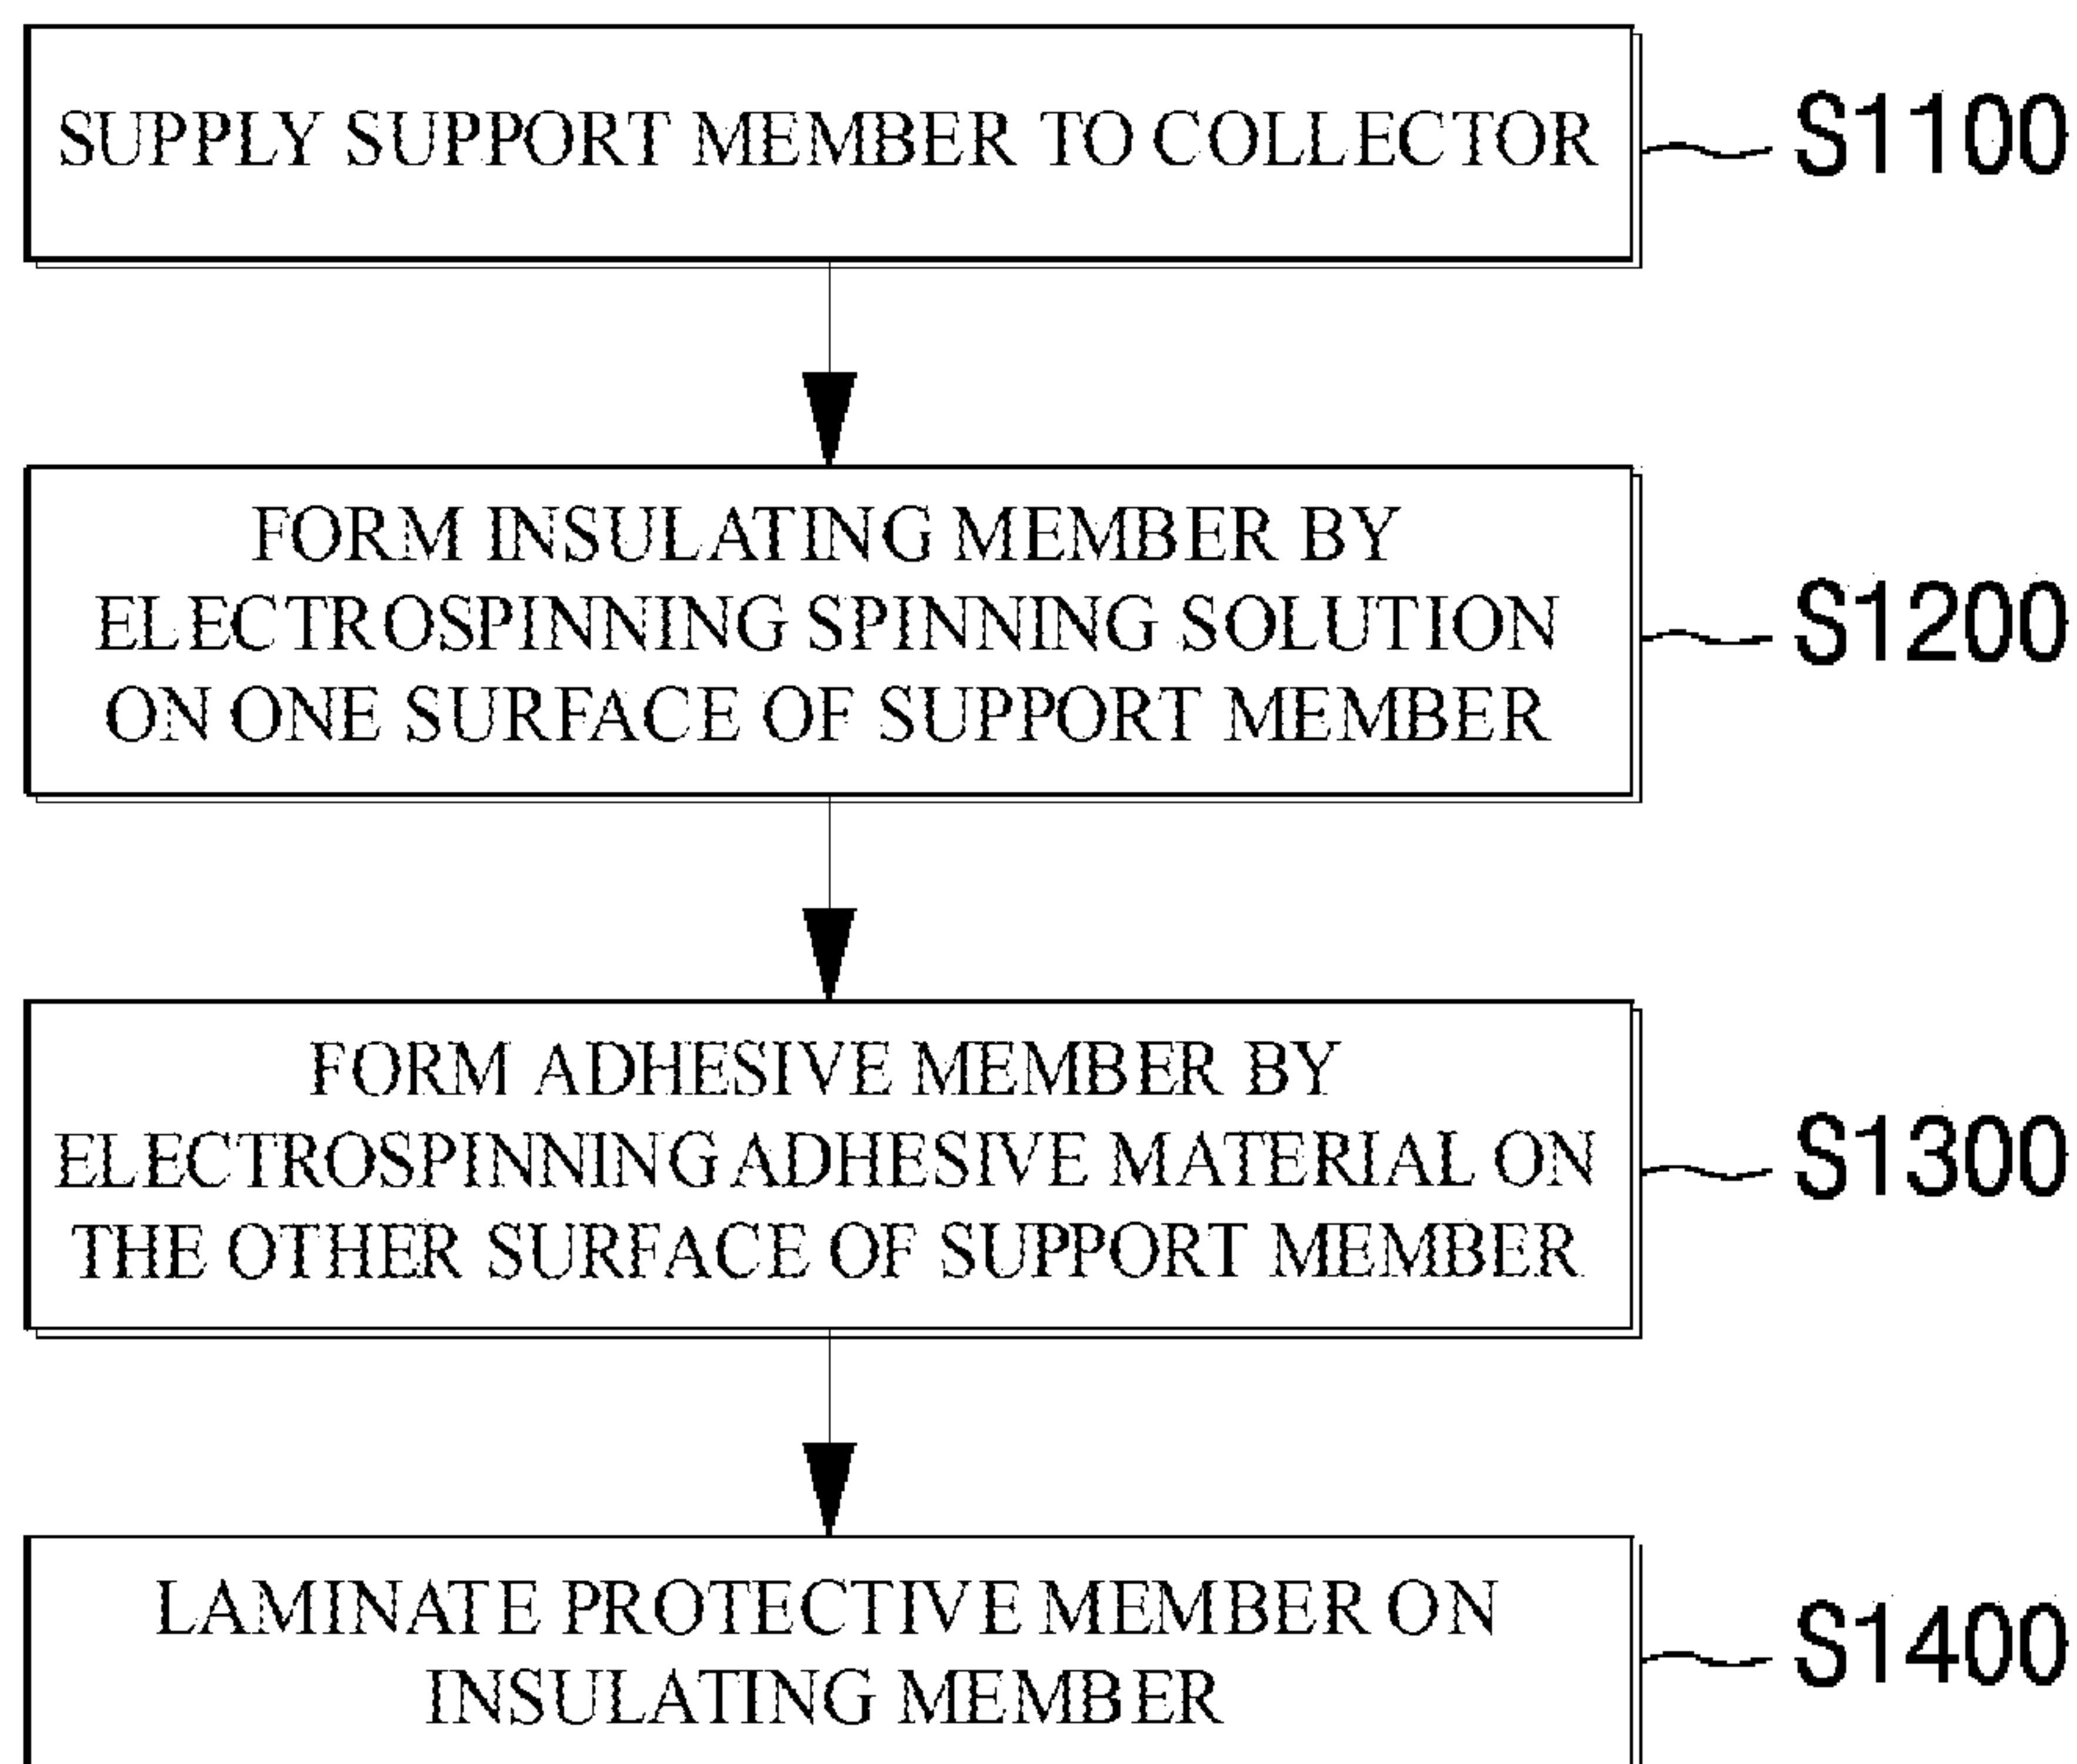 SUPPLY SUPPORT MEMBER TO COLLECTOR
S1100
FORM INSULATING MEMBER BY
ELECTROSPINNING SPINNING SOLUTION
ON ONE SURFACE OF SUPPORT MEMBER
S1200
FORM ADHESIVE MEMBER BY
ELECTROSPINNING ADHESIVE MATERIAL ON
THE OTHER SURFACE OF SUPPORT MEMBER
S1300
LAMINATE PROTECTIVE MEMBER ON
INSULATING MEMBER
S1400